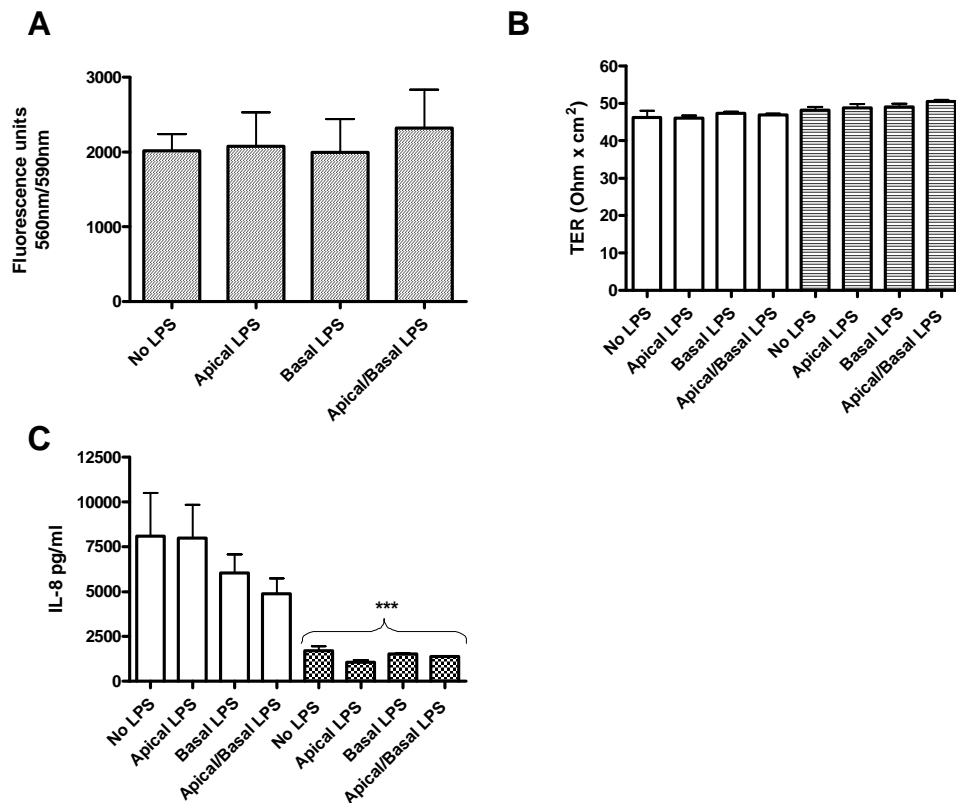 A
Fluorescence units
560nm/590nm
3000
2000
1000
0
No LPS
Apical LPS
Basal LPS
Apical/Basal LPS
B
TER (Ohm x cm²)
60
50
40
30
20
10
0
No LPS
Apical LPS
Basal LPS
Apical/Basal LPS
No LPS
Apical LPS
Basal LPS
Apical/Basal LPS
C
IL-8 pg/ml
12500
10000
7500
5000
2500
0
***
No LPS
Apical LPS
Basal LPS
Apical/Basal LPS
No LPS
Apical LPS
Basal LPS
Apical/Basal LPS